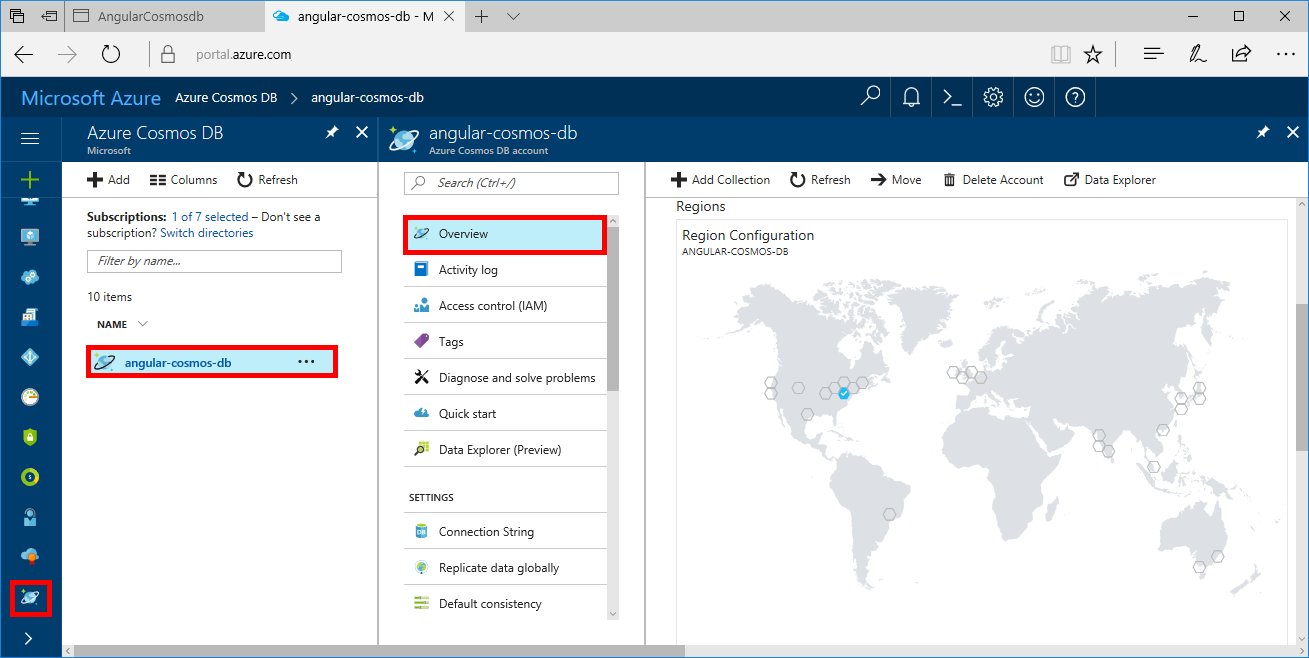 AngularCosmosdb
angular-cosmos-db - M
portal.azure.com
Microsoft Azure Azure Cosmos DB > angular-cosmos-db
Azure Cosmos DB
Microsoft
angular-cosmos-db
Azure Cosmos DB account
Add Columns Refresh
Subscriptions: 1 of 7 selected – Don't see a
subscription? Switch directories
Filter by name...
10 items
NAME
angular-cosmos-db ...
Search (Ctrl+/)
Overview
Activity log
Access control (IAM)
Tags
Diagnose and solve problems
Quick start
Data Explorer (Preview)
SETTINGS
Connection String
Replicate data globally
Default consistency
Add Collection Refresh Move Delete Account Data Explorer
Regions
Region Configuration
ANGULAR-COSMOS-DB